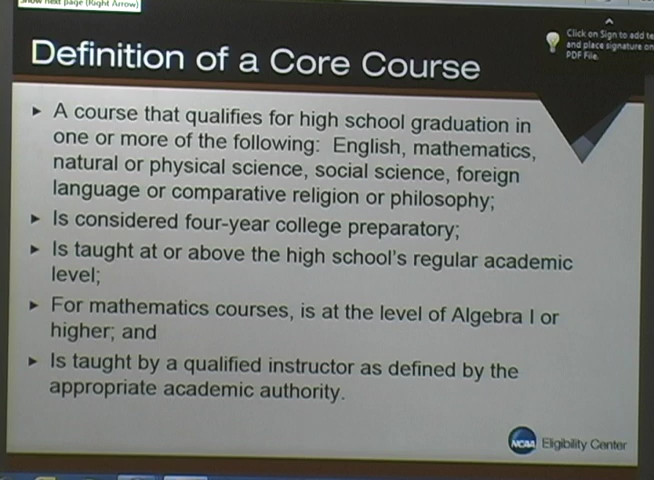 Show next page (Right Arrow)
Click on Sign to add te
and place signature on
PDF File.
Definition of a Core Course
► A course that qualifies for high school graduation in
one or more of the following: English, mathematics,
natural or physical science, social science, foreign
language or comparative religion or philosophy;
► Is considered four-year college preparatory;
► Is taught at or above the high school's regular academic
level;
► For mathematics courses, is at the level of Algebra I or
higher; and
► Is taught by a qualified instructor as defined by the
appropriate academic authority.
NCAA Eligibility Center